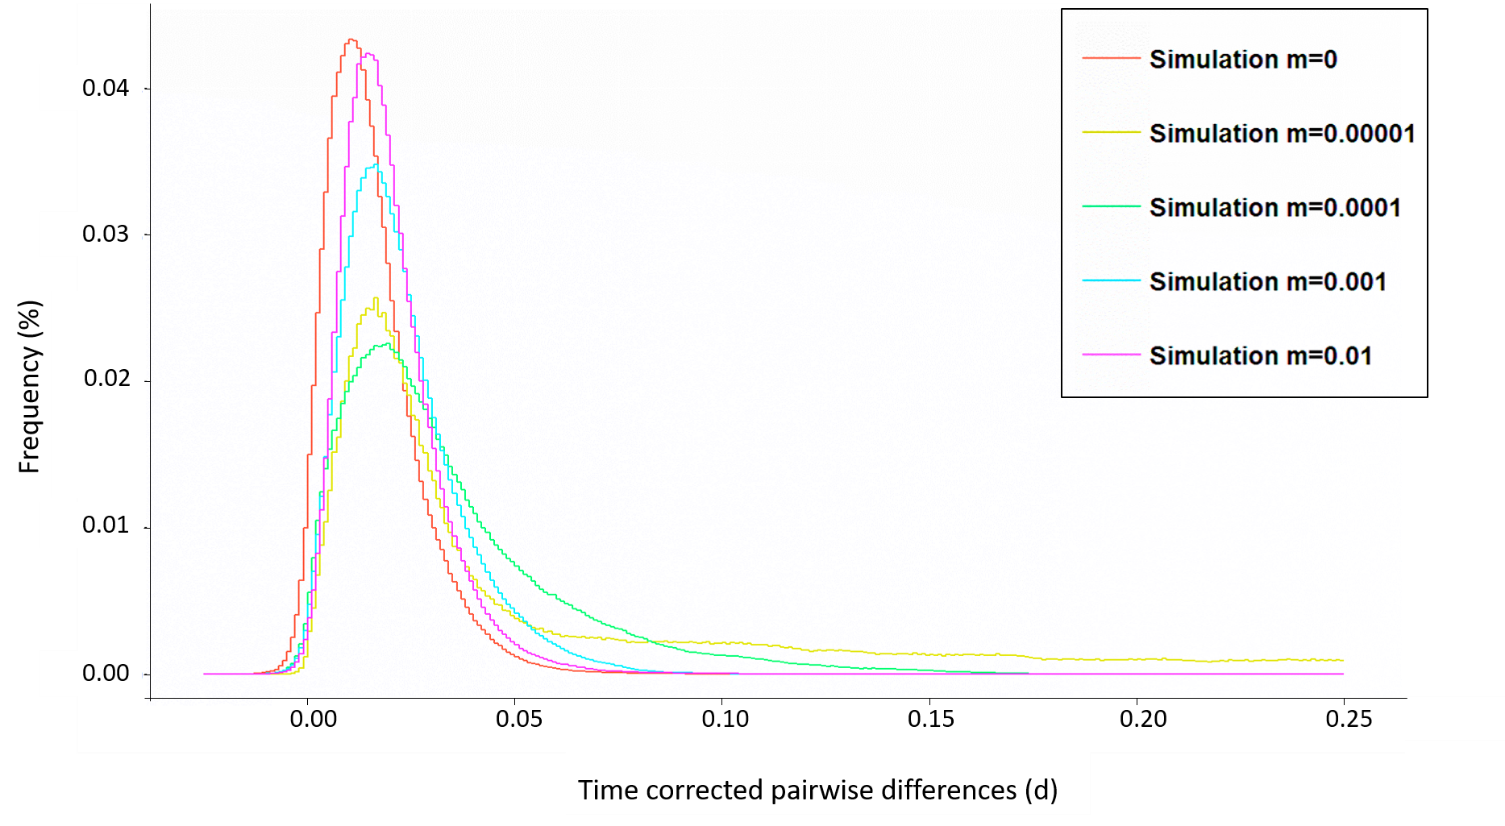 Simulation m=0
Simulation m=0.00001
Simulation m=0.0001
Simulation m=0.001
Simulation m=0.01
Frequency (%)
0.04
0.03
0.02
0.01
0.00
0.00 0.05 0.10 0.15 0.20 0.25
Time corrected pairwise differences (d)